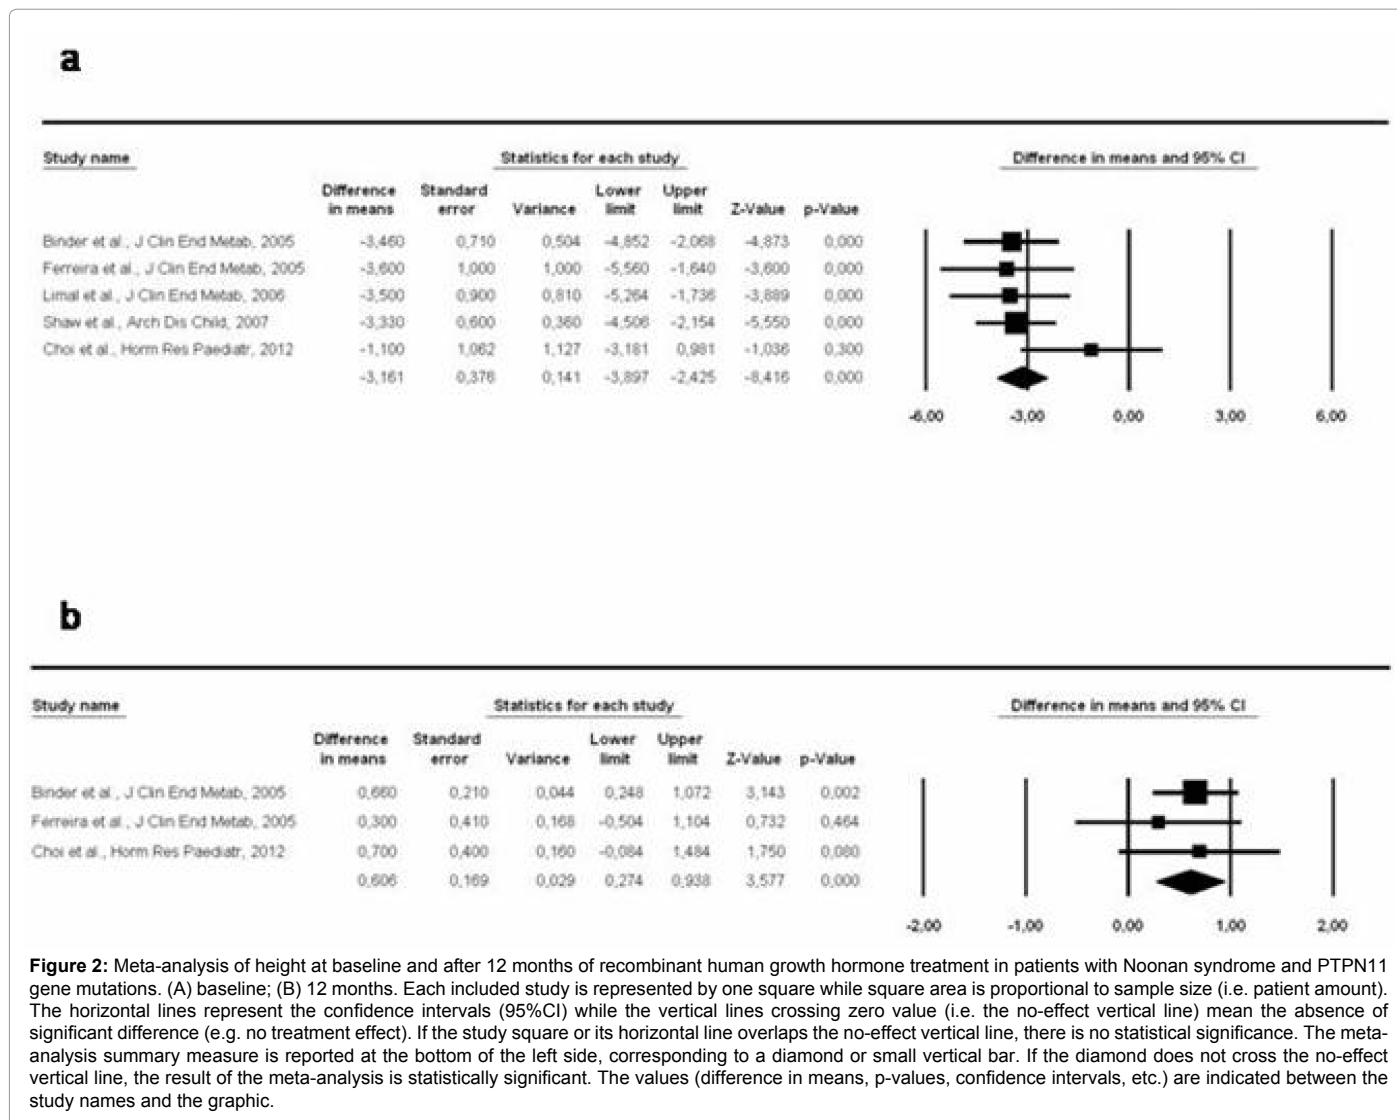 a
Study name Statistics for each study Difference in means and 95% CI
Difference in means Standard error Variance Lower limit Upper limit Z-Value p-Value
Binder et al., J Clin End Metab, 2005 -3,460 0,710 0,504 -4,852 -2,068 -4,873 0,000
Ferreira et al., J Clin End Metab, 2005 -3,600 1,000 1,000 -5,560 -1,640 -3,600 0,000
Limal et al., J Clin End Metab, 2006 -3,500 0,900 0,810 -5,264 -1,736 -3,889 0,000
Shaw et al., Arch Dis Child, 2007 -3,330 0,600 0,360 -4,506 -2,154 -5,550 0,000
Choi et al., Horm Res Paediatr, 2012 -1,100 1,062 1,127 -3,181 0,981 -1,036 0,300
-3,161 0,376 0,141 -3,897 -2,425 -8,416 0,000
-6,00 -3,00 0,00 3,00 6,00
b
Study name Statistics for each study Difference in means and 95% CI
Difference in means Standard error Variance Lower limit Upper limit Z-Value p-Value
Binder et al., J Clin End Metab, 2005 0,660 0,210 0,044 0,248 1,072 3,143 0,002
Ferreira et al., J Clin End Metab, 2005 0,300 0,410 0,168 -0,504 1,104 0,732 0,464
Choi et al., Horm Res Paediatr, 2012 0,700 0,400 0,160 -0,084 1,484 1,750 0,080
0,606 0,169 0,029 0,274 0,938 3,577 0,000
-2,00 -1,00 0,00 1,00 2,00
Figure 2: Meta-analysis of height at baseline and after 12 months of recombinant human growth hormone treatment in patients with Noonan syndrome and PTPN11
gene mutations. (A) baseline; (B) 12 months. Each included study is represented by one square while square area is proportional to sample size (i.e. patient amount).
The horizontal lines represent the confidence intervals (95%CI) while the vertical lines crossing zero value (i.e. the no-effect vertical line) mean the absence of
significant difference (e.g. no treatment effect). If the study square or its horizontal line overlaps the no-effect vertical line, there is no statistical significance. The meta-
analysis summary measure is reported at the bottom of the left side, corresponding to a diamond or small vertical bar. If the diamond does not cross the no-effect
vertical line, the result of the meta-analysis is statistically significant. The values (difference in means, p-values, confidence intervals, etc.) are indicated between the
study names and the graphic.